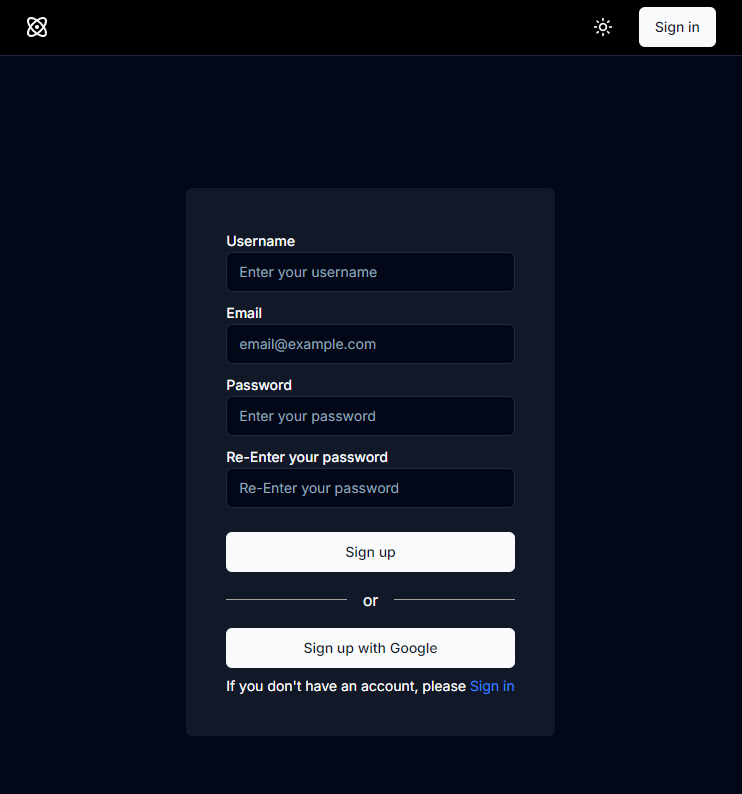 Sign in
Username
Enter your username
Email
email@example.com
Password
Enter your password
Re-Enter your password
Re-Enter your password
Sign up
or
Sign up with Google
If you don't have an account, please Sign in